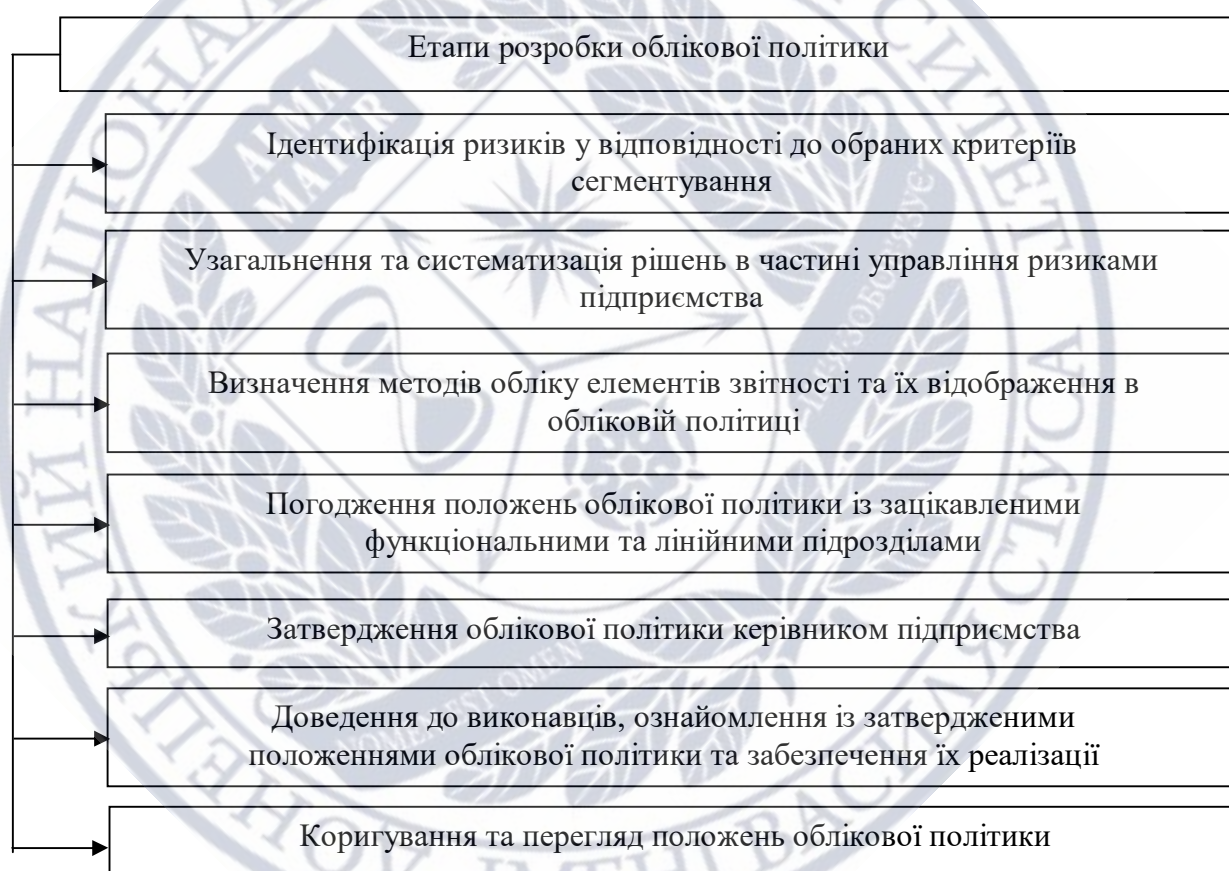 Етапи розробки облікової політики
Ідентифікація ризиків у відповідності до обраних критеріїв
сегментування
Узагальнення та систематизація рішень в частині управління ризиками
підприємства
Визначення методів обліку елементів звітності та їх відображення в
обліковій політиці
Погодження положень облікової політики із зацікавленими
функціональними та лінійними підрозділами
Затвердження облікової політики керівником підприємства
Доведення до виконавців, ознайомлення із затвердженими
положеннями облікової політики та забезпечення їх реалізації
Коригування та перегляд положень облікової політики
ALMA
MATER